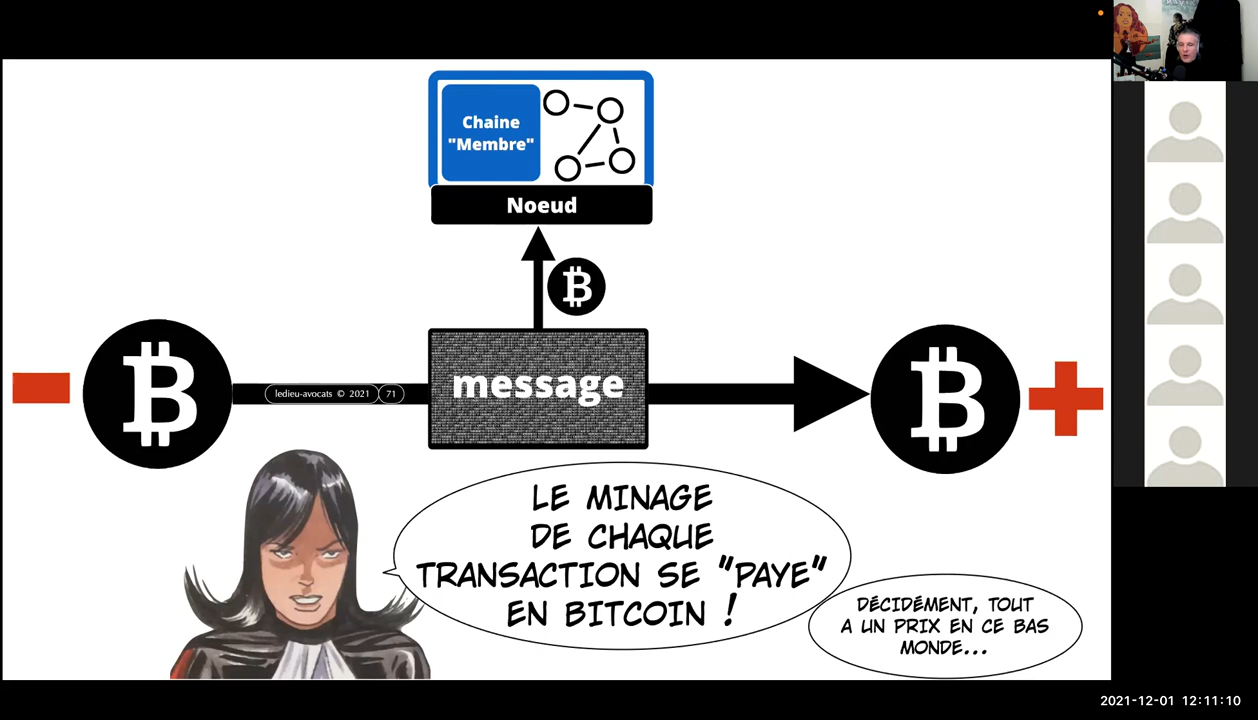 Chaine
"Membre"
Noeud
message
ledieu-avocats © 2021 71
LE MINAGE
DE CHAQUE
TRANSACTION SE "PAYE"
EN BITCOIN !
DÉCIDÉMENT, TOUT
A UN PRIX EN CE BAS
MONDE...
2021-12-01 12:11:10